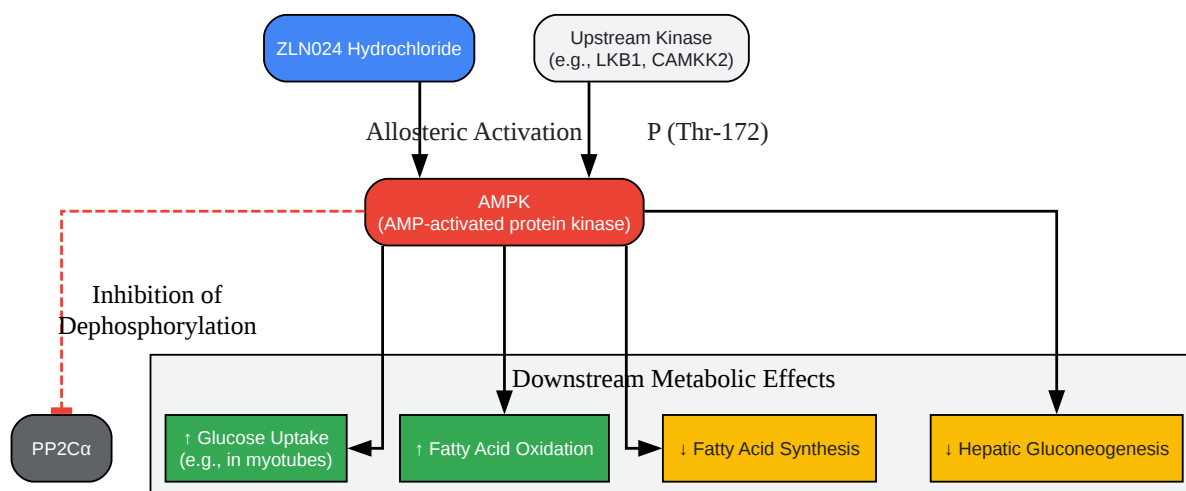 ZLN024 Hydrochloride
Upstream Kinase
(e.g., LKB1, CAMKK2)
Allosteric Activation
P (Thr-172)
AMPK
(AMP-activated protein kinase)
Inhibition of
Dephosphorylation
Downstream Metabolic Effects
PP2Cα
↑ Glucose Uptake
(e.g., in myotubes)
↑ Fatty Acid Oxidation
↓ Fatty Acid Synthesis
↓ Hepatic Gluconeogenesis